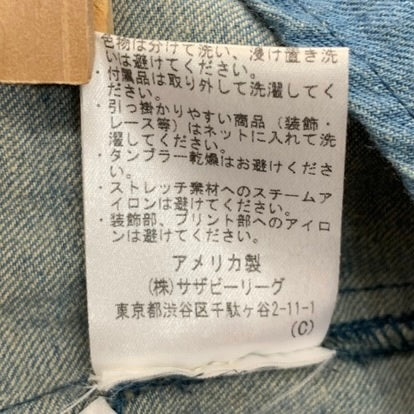 色物は分けて洗い、浸け置き洗
いは避けてください。
・付属品は取り外して洗濯してく
ださい。
・引っ掛かりやすい商品（装飾・
レース等）はネットに入れて洗
濯してください。
・タンブラー乾燥はお避けくださ
い。
・ストレッチ素材へのスチームア
イロンは避けてください。
・装飾部、プリント部へのアイロ
ンは避けてください。
アメリカ製
(株)サザビーリーグ
東京都渋谷区千駄ヶ谷2-11-1
(C)